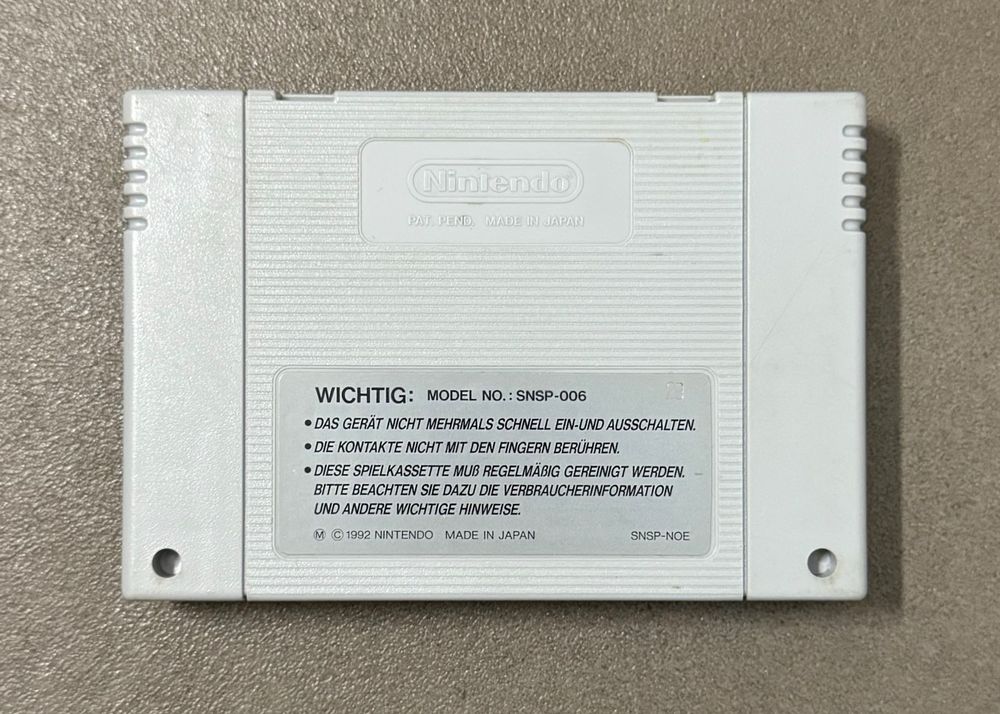 Nintendo
PAT. PEND. MADE IN JAPAN
WICHTIG: MODEL NO.: SNSP-006
• DAS GERÄT NICHT MEHRMALS SCHNELL EIN-UND AUSSCHALTEN.
• DIE KONTAKTE NICHT MIT DEN FINGERN BERÜHREN.
• DIESE SPIELKASSETTE MUß REGELMÄßIG GEREINIGT WERDEN.
BITTE BEACHTEN SIE DAZU DIE VERBRAUCHERINFORMATION
UND ANDERE WICHTIGE HINWEISE.
Ⓜ © 1992 NINTENDO MADE IN JAPAN SNSP-NOE